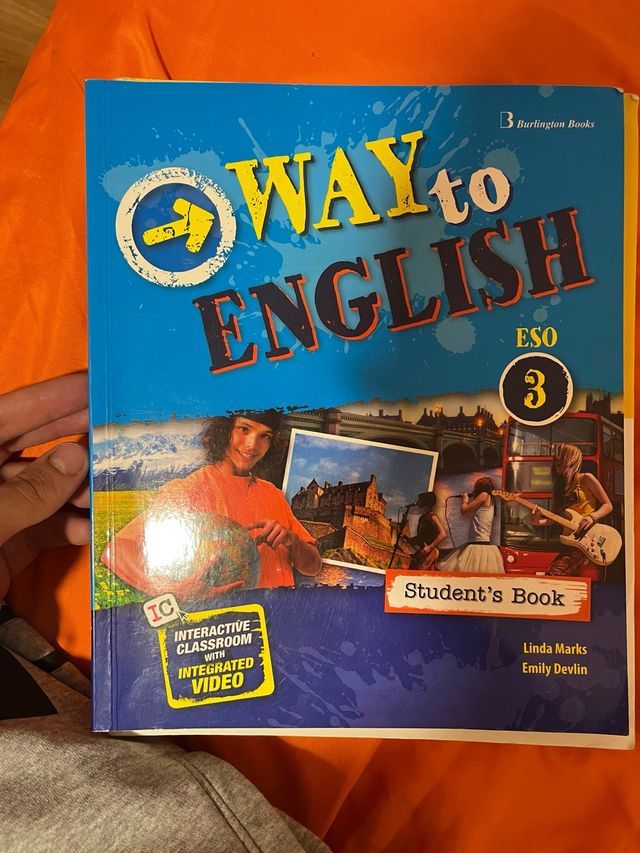 B Burlington Books
WAY to
ENGLISH
ESO
3
Student's Book
IC
INTERACTIVE
CLASSROOM
WITH
INTEGRATED
VIDEO
Linda Marks
Emily Devlin